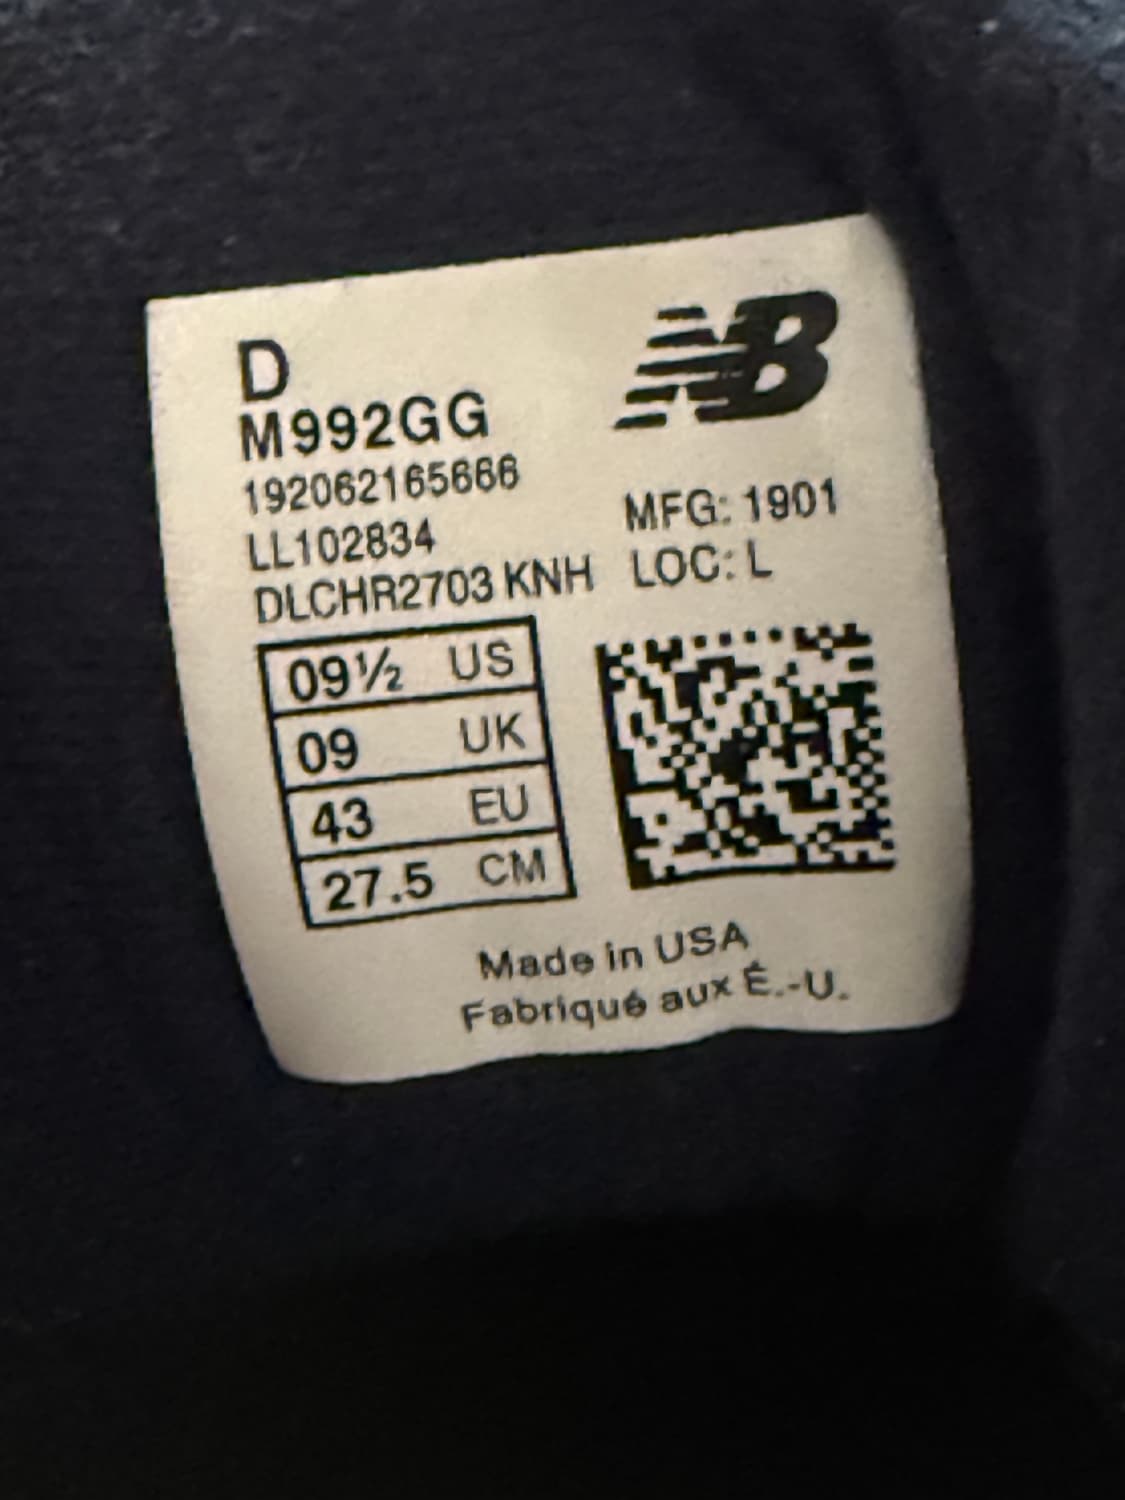 D
NB
M992GG
192062165666
LL102834
MFG: 1901
DLCHR2703 KNH
LOC: L
09½ US
09 UK
43 EU
27.5 CM
Made in USA
Fabriqué aux É.-U.